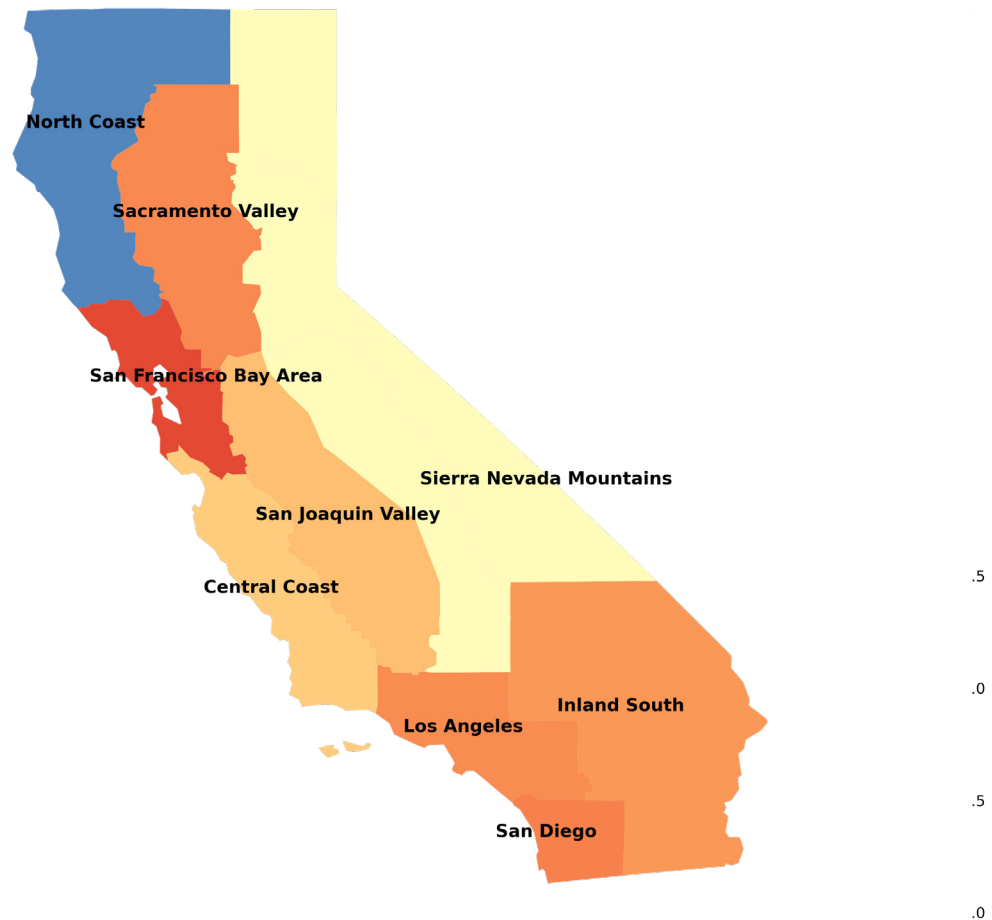 North Coast
Sacramento Valley
San Francisco Bay Area
Sierra Nevada Mountains
San Joaquin Valley
.5
Central Coast
.0
Inland South
Los Angeles
.5
San Diego
.0